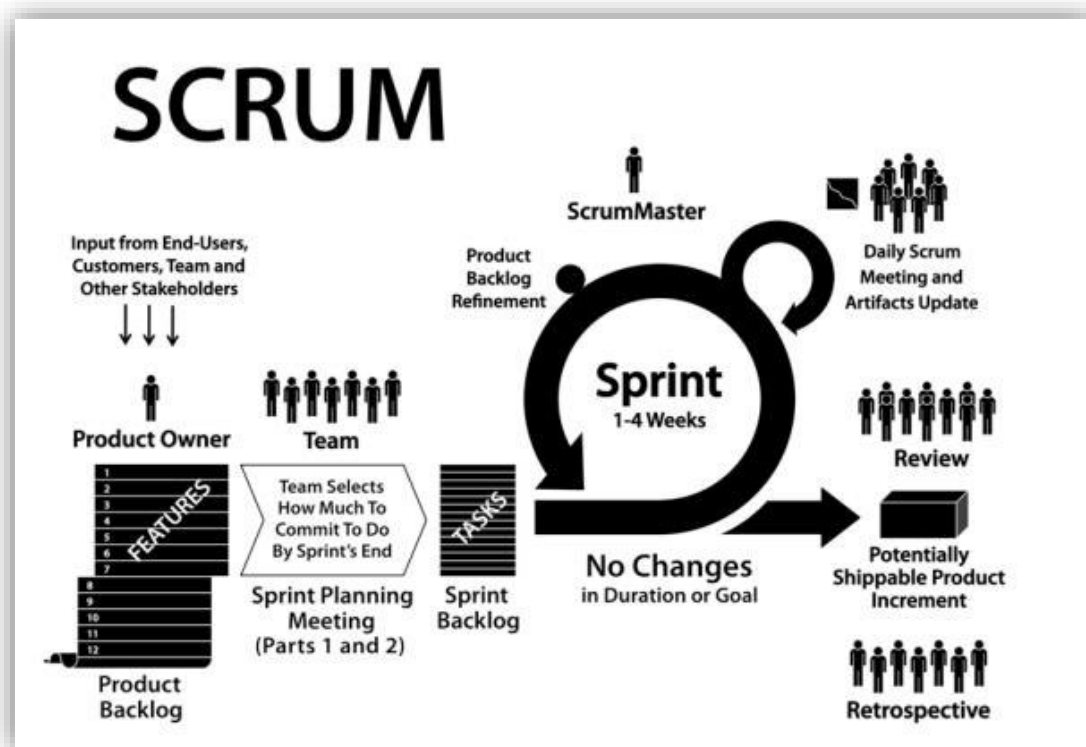 SCRUM
Input from End-Users,
Customers, Team and
Other Stakeholders
Product Owner
Team
1
2
3
4
5
6
7
FEATURES
8
9
10
11
12
Product
Backlog
Team Selects
How Much To
Commit To Do
By Sprint's End
Sprint Planning
Meeting
(Parts 1 and 2)
TASKS
Sprint
Backlog
ScrumMaster
Product
Backlog
Refinement
Sprint
1-4 Weeks
No Changes
in Duration or Goal
Daily Scrum
Meeting and
Artifacts Update
Review
Potentially
Shippable Product
Increment
Retrospective